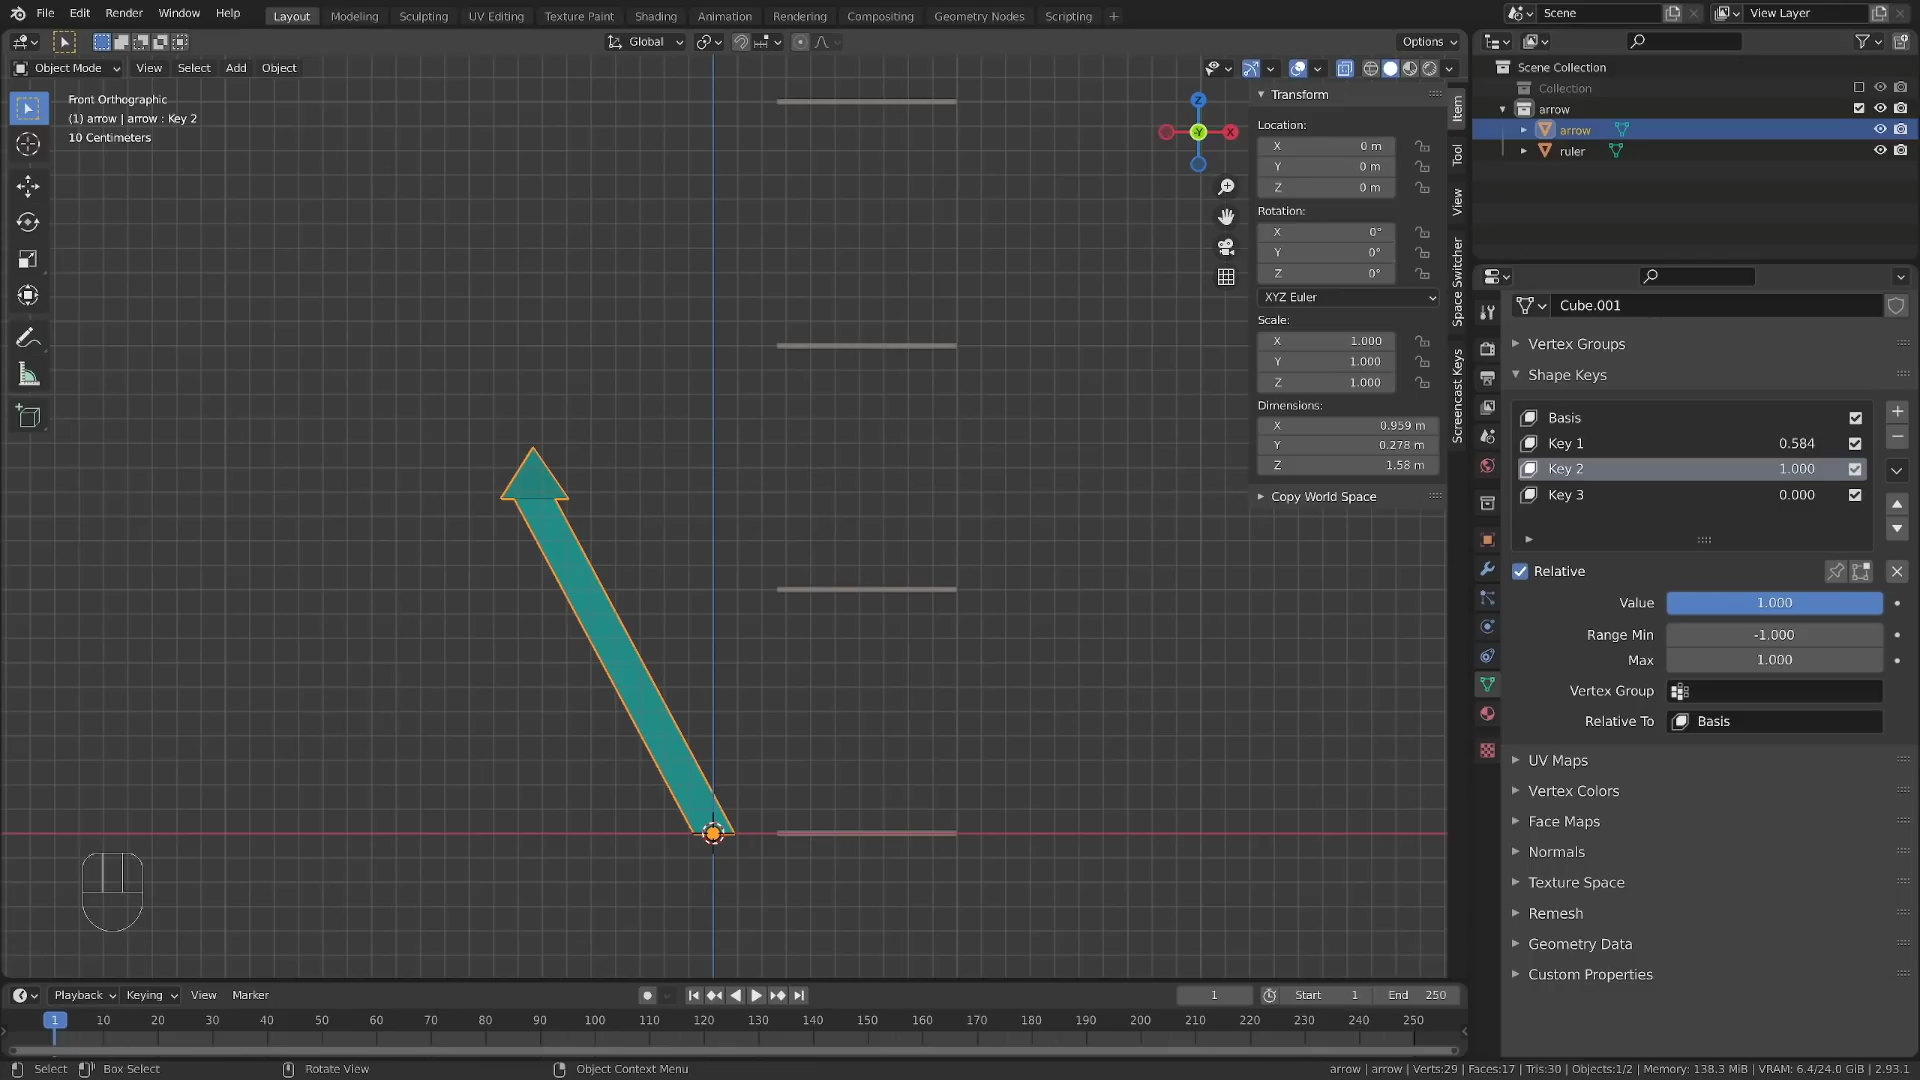 File Edit Render Window Help Layout Modeling Sculpting UV Editing Texture Paint Shading Animation Rendering Compositing Geometry Nodes Scripting + Scene View Layer
Global Options
Object Mode View Select Add Object
Front Orthographic
(1) arrow | arrow : Key 2
10 Centimeters
Z
Y
X
Transform
Location:
X 0 m
Y 0 m
Z 0 m
Rotation:
X 0°
Y 0°
Z 0°
XYZ Euler
Scale:
X 1.000
Y 1.000
Z 1.000
Dimensions:
X 0.959 m
Y 0.278 m
Z 1.58 m
Copy World Space
Item
Tool
View
Space Switcher
Screencast Keys
Scene Collection
Collection
arrow
arrow
ruler
Cube.001
Vertex Groups
Shape Keys
Basis
Key 1 0.584
Key 2 1.000
Key 3 0.000
Relative
Value 1.000
Range Min -1.000
Max 1.000
Vertex Group
Relative To Basis
UV Maps
Vertex Colors
Face Maps
Normals
Texture Space
Remesh
Geometry Data
Custom Properties
Playback Keying View Marker 1 Start 1 End 250
1 10 20 30 40 50 60 70 80 90 100 110 120 130 140 150 160 170 180 190 200 210 220 230 240 250
Select Box Select Rotate View Object Context Menu arrow | arrow | Verts:29 | Faces:17 | Tris:30 | Objects:1/2 | Memory: 138.3 MiB | VRAM: 6.4/24.0 GiB | 2.93.1